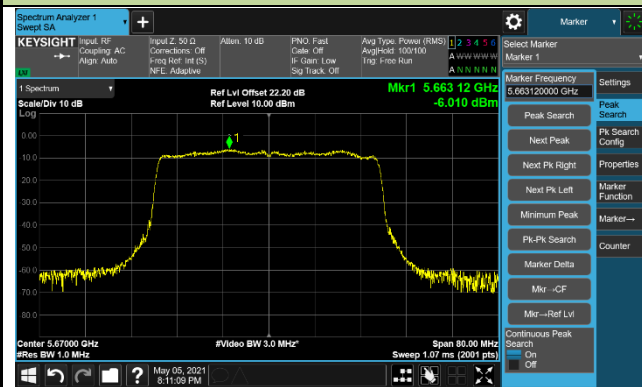 Spectrum Analyzer 1
Swept SA
Marker
KEYSIGHT
Input: RF
Coupling: AC
Align: Auto
Input Z: 50 Ω
Corrections: Off
Freq Ref: Int (S)
NFE: Adaptive
Atten: 10 dB
PNO: Fast
Gate: Off
IF Gain: Low
Sig Track: Off
Avg Type: Power (RMS)
Avg|Hold: 100/100
Trig: Free Run
1 2 3 4 5 6
A W W W W W
A N N N N N
LW
Select Marker
Marker 1
1 Spectrum
Scale/Div 10 dB
Log
Ref Lvl Offset 22.20 dB
Ref Level 10.00 dBm
Mkr1 5.663 12 GHz
-6.010 dBm
1
0.00
-10.0
-20.0
-30.0
-40.0
-50.0
-60.0
-70.0
-80.0
Center 5.67000 GHz
#Res BW 1.0 MHz
#Video BW 3.0 MHz*
Span 80.00 MHz
Sweep 1.07 ms (2001 pts)
Marker Frequency
5.663120000 GHz
Peak Search
Next Peak
Next Pk Right
Next Pk Left
Minimum Peak
Pk-Pk Search
Marker Delta
Mkr→CF
Mkr→Ref Lvl
Continuous Peak
Search
On
Off
Settings
Peak
Search
Pk Search
Config
Properties
Marker
Function
Marker→
Counter
May 05, 2021
8:11:09 PM